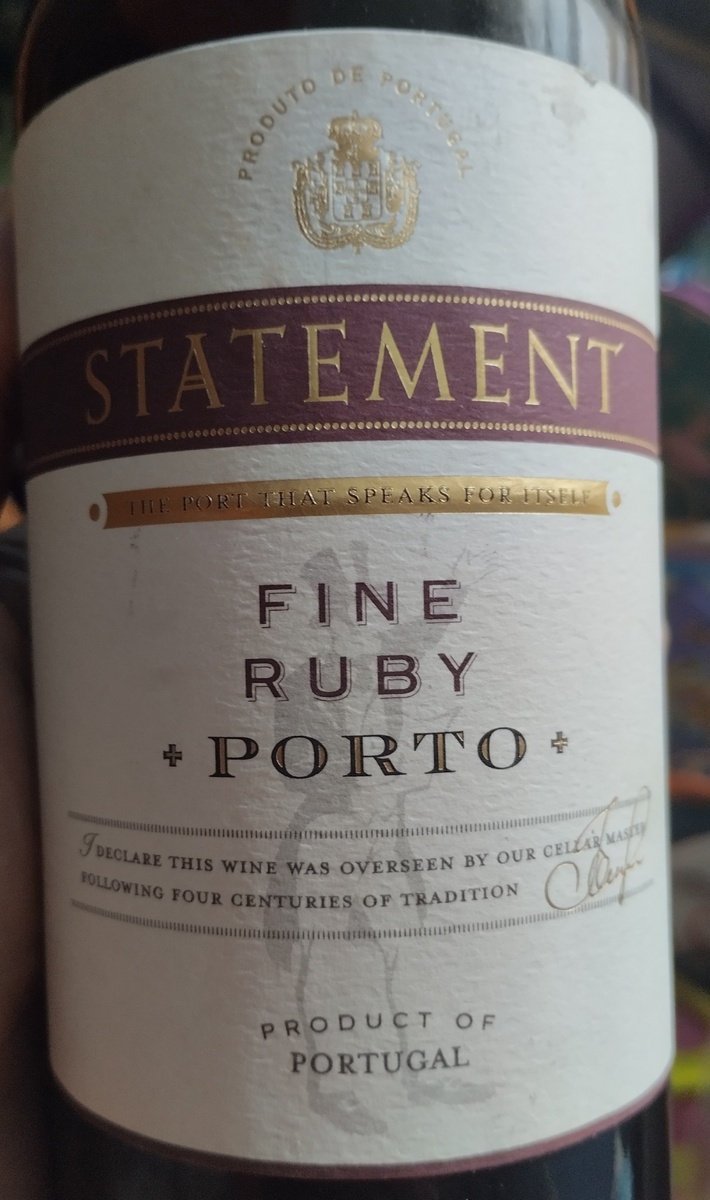 PRODUTO DE PORTUGAL
STATEMENT
THE PORT THAT SPEAKS FOR ITSELF
FINE
RUBY
PORTO
I DECLARE THIS WINE WAS OVERSEEN BY OUR CELLAR MASTER
FOLLOWING FOUR CENTURIES OF TRADITION
PRODUCT OF
PORTUGAL